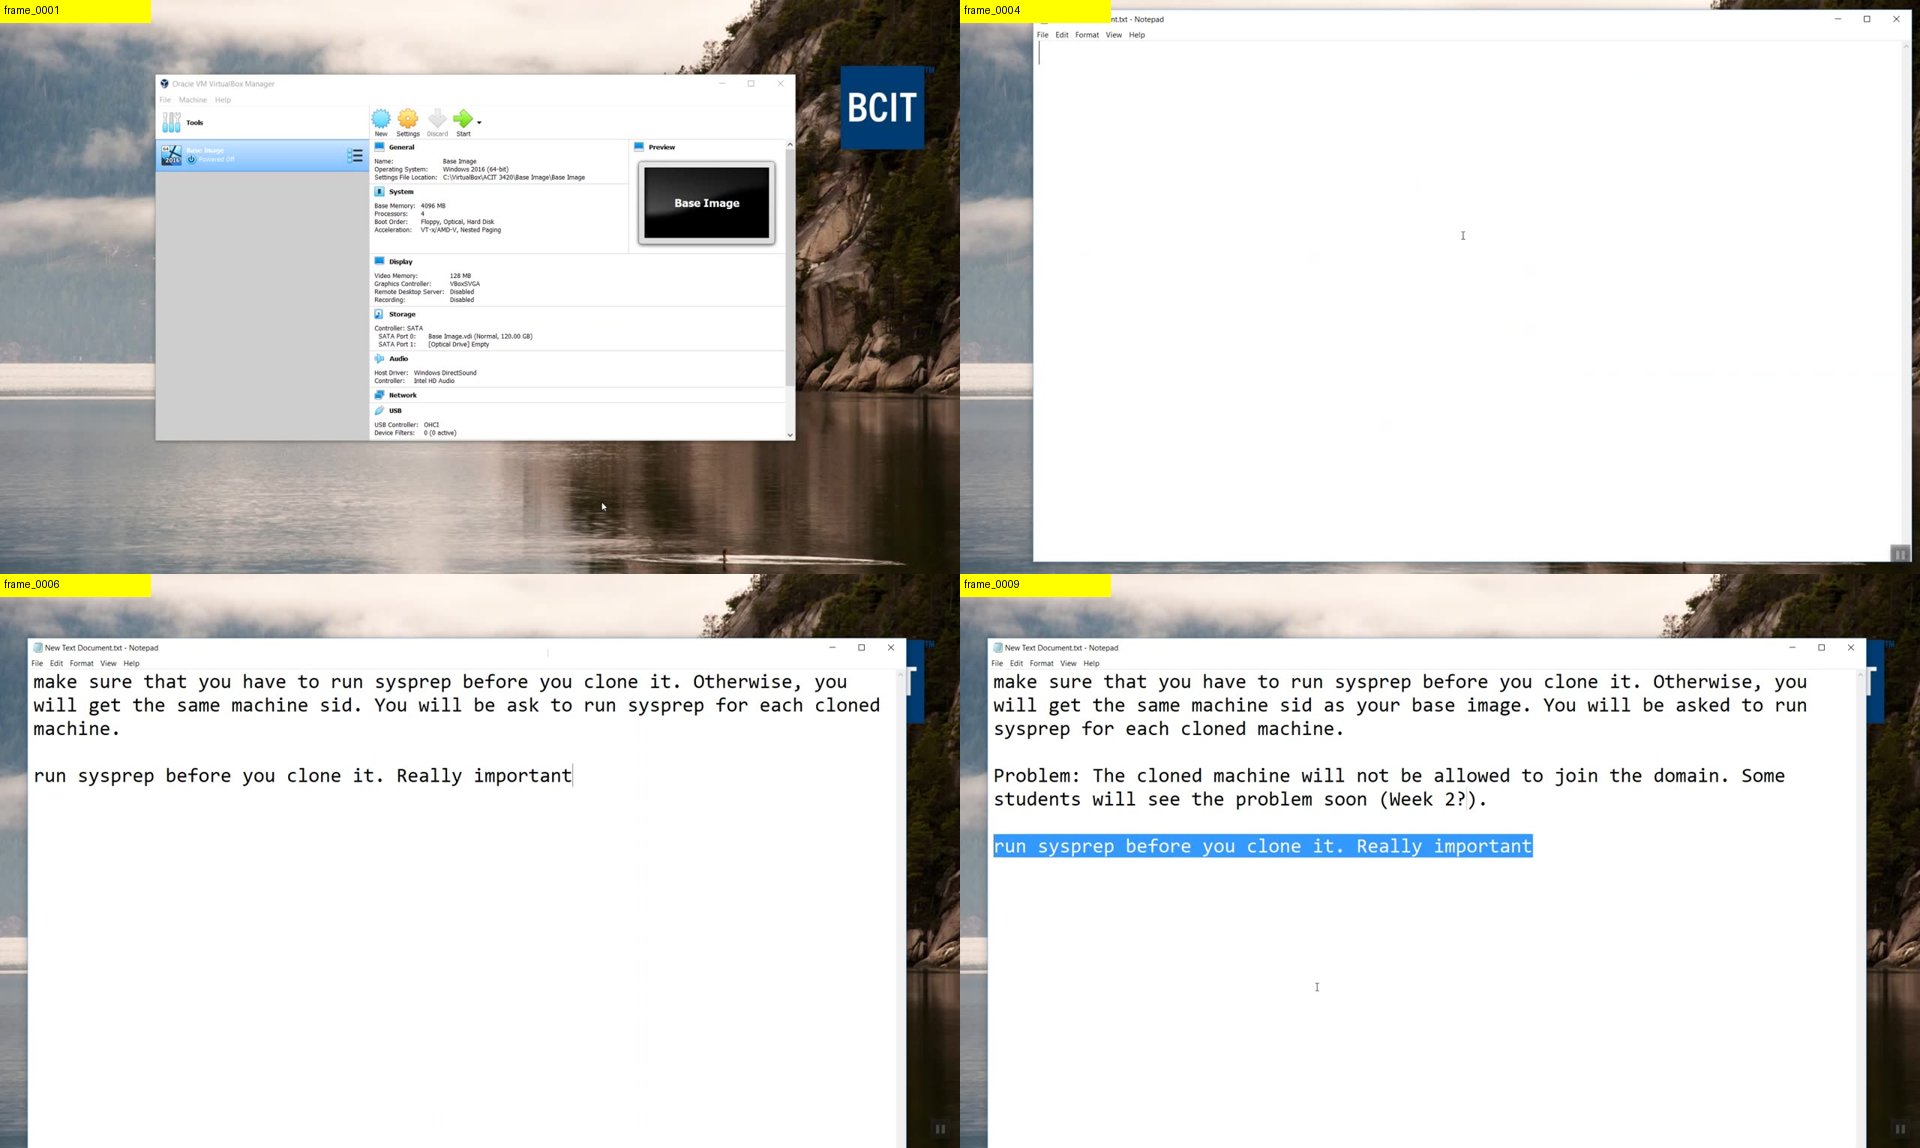 frame_0001
Oracle VM VirtualBox Manager
File Machine Help
Tools
New Settings Discard Start
Base Image
Powered Off
64
2016
General
Name: Base Image
Operating System: Windows 2016 (64-bit)
Settings File Location: C:\VirtualBox\ACIT 3420\Base Image\Base Image
System
Base Memory: 4096 MB
Processors: 4
Boot Order: Floppy, Optical, Hard Disk
Acceleration: VT-x/AMD-V, Nested Paging
Preview
Base Image
Display
Video Memory: 128 MB
Graphics Controller: VBoxSVGA
Remote Desktop Server: Disabled
Recording: Disabled
Storage
Controller: SATA
SATA Port 0: Base Image.vdi (Normal, 120.00 GB)
SATA Port 1: [Optical Drive] Empty
Audio
Host Driver: Windows DirectSound
Controller: Intel HD Audio
Network
USB
USB Controller: OHCI
Device Filters: 0 (0 active)
BCIT
TM
frame_0004
nt.txt - Notepad
File Edit Format View Help
frame_0006
New Text Document.txt - Notepad
File Edit Format View Help
make sure that you have to run sysprep before you clone it. Otherwise, you
will get the same machine sid. You will be ask to run sysprep for each cloned
machine.
run sysprep before you clone it. Really important
T
TM
frame_0009
New Text Document.txt - Notepad
File Edit Format View Help
make sure that you have to run sysprep before you clone it. Otherwise, you
will get the same machine sid as your base image. You will be asked to run
sysprep for each cloned machine.
Problem: The cloned machine will not be allowed to join the domain. Some
students will see the problem soon (Week 2?).
run sysprep before you clone it. Really important
T
TM